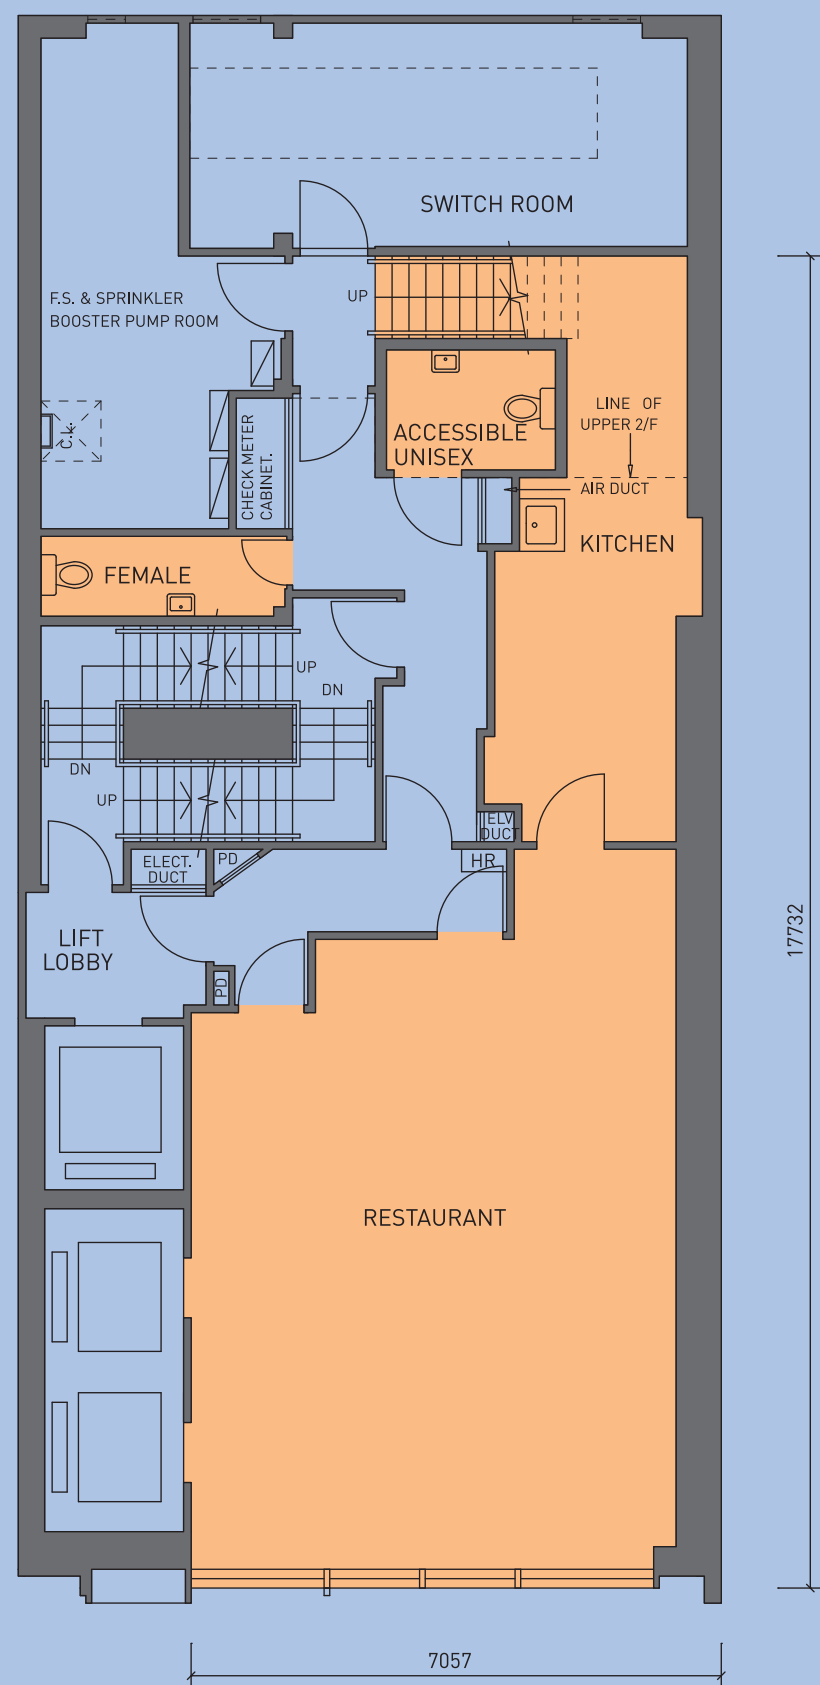 SWITCH ROOM
F.S. & SPRINKLER
BOOSTER PUMP ROOM
UP
C.k.
CHECK METER
CABINET.
ACCESSIBLE
UNISEX
LINE OF
UPPER 2/F
AIR DUCT
KITCHEN
FEMALE
UP
DN
DN
UP
ELV
DUCT
ELECT.
DUCT
PD
HR
LIFT
LOBBY
PD
17732
RESTAURANT
7057